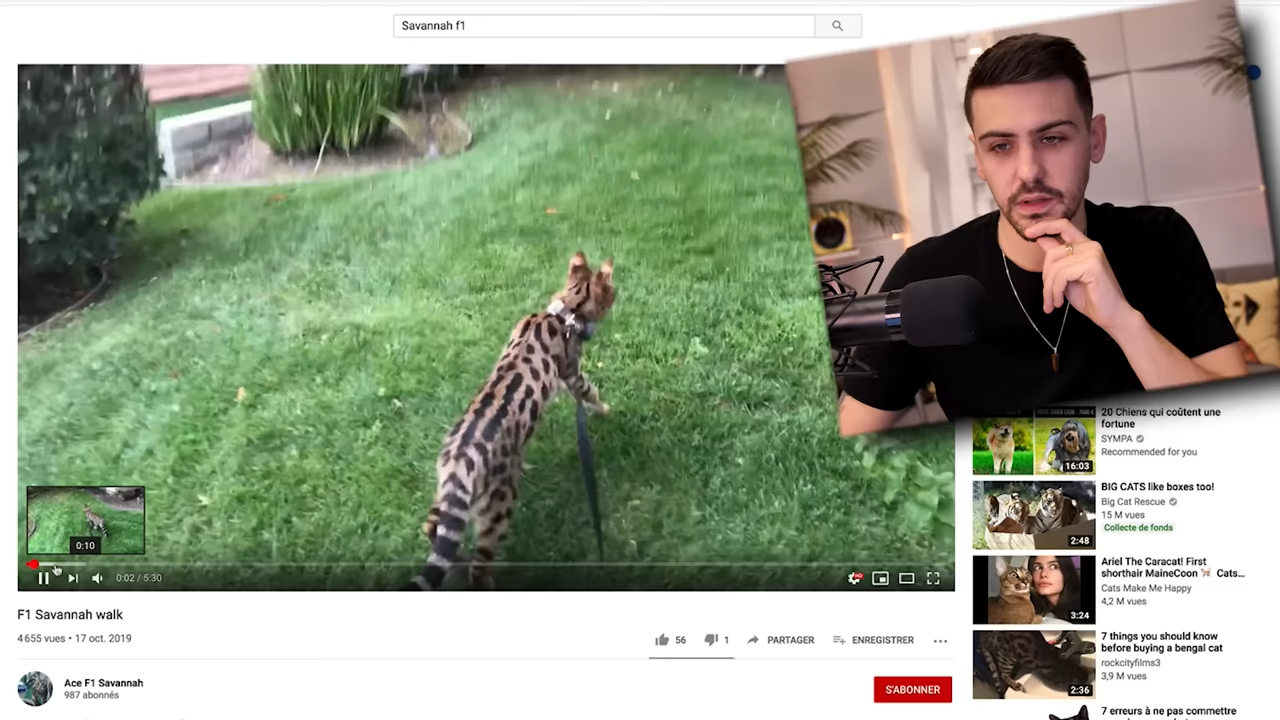 Savannah f1
0:10
0:02 / 5:30
F1 Savannah walk
4 655 vues • 17 oct. 2019
56
1
PARTAGER
ENREGISTRER
Ace F1 Savannah
987 abonnés
S'ABONNER
16:03
20 Chiens qui coûtent une
fortune
SYMPA
Recommended for you
2:48
BIG CATS like boxes too!
Big Cat Rescue
15 M vues
Collecte de fonds
3:24
Ariel The Caracat! First
shorthair MaineCoon Cats...
Cats Make Me Happy
4,2 M vues
2:36
7 things you should know
before buying a bengal cat
rockcityfilms3
3,9 M vues
7 erreurs à ne pas commettre